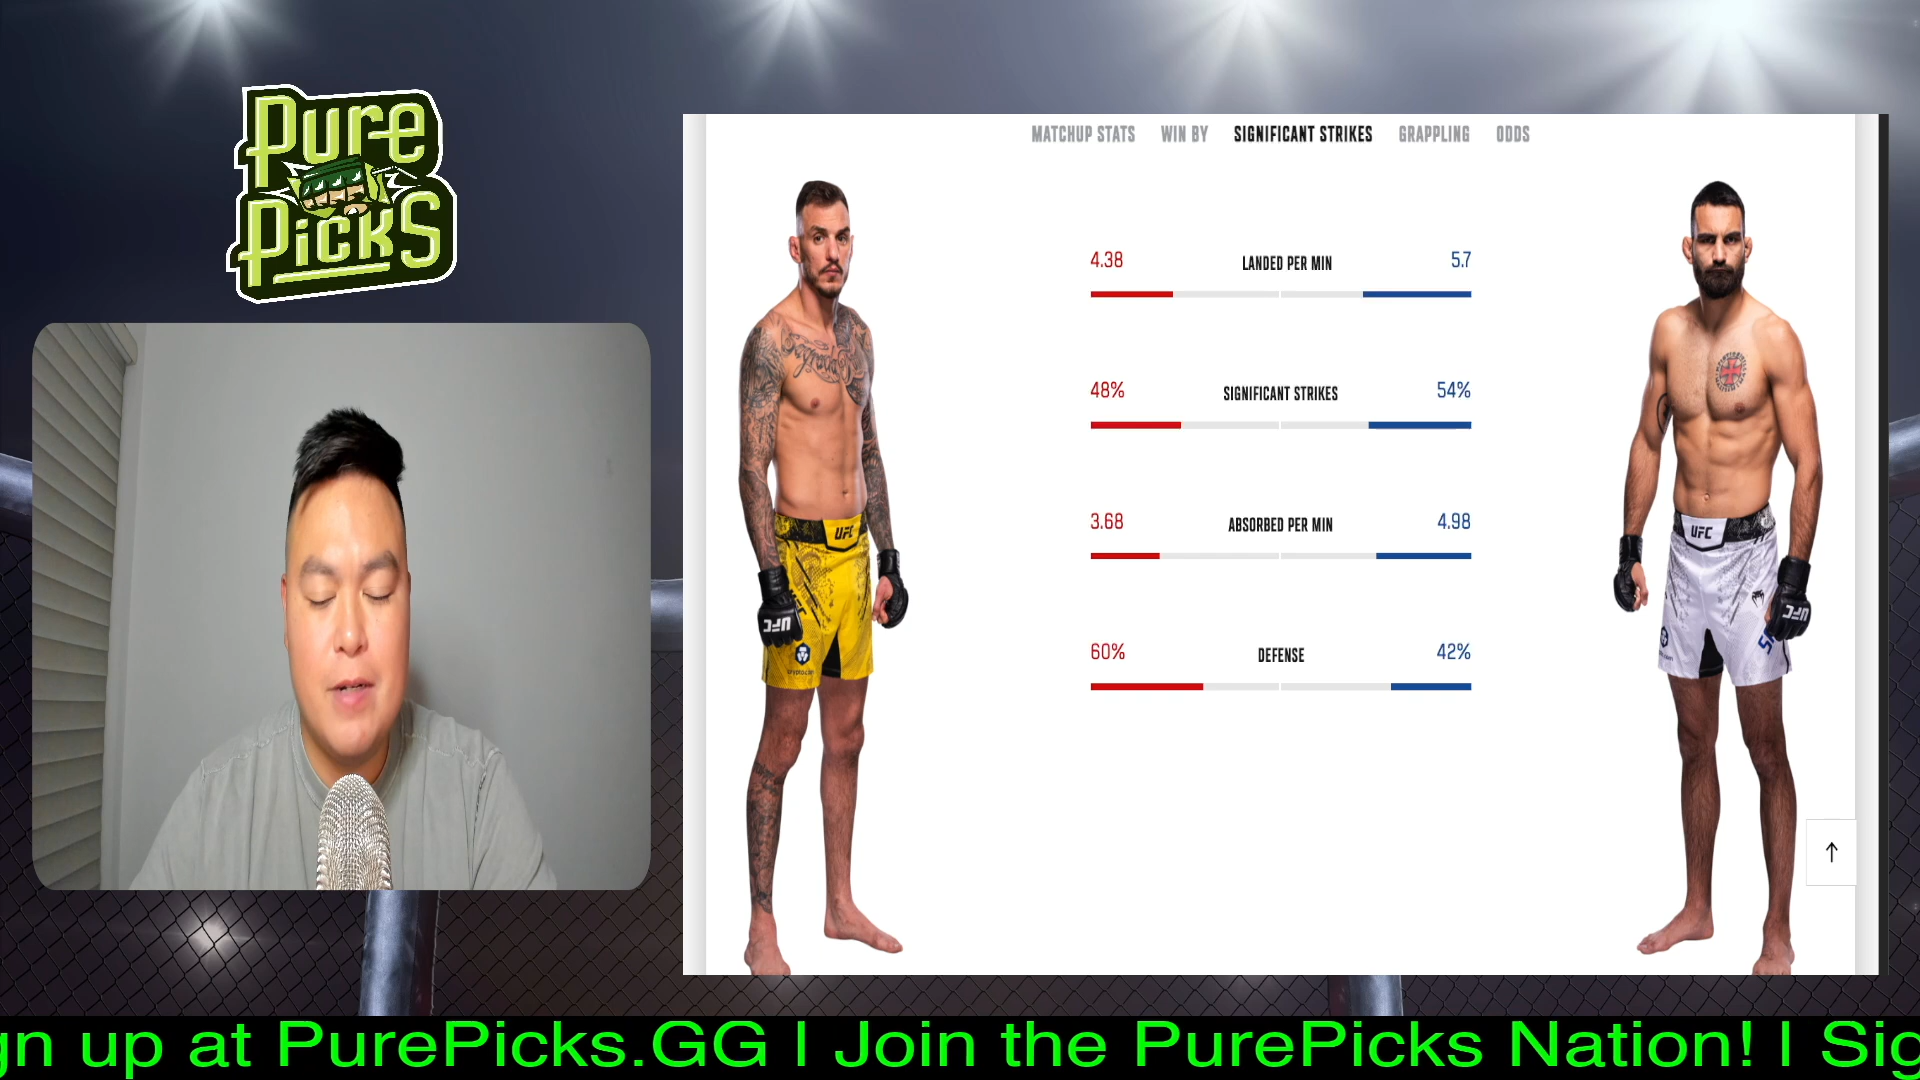 Pure
Picks
MATCHUP STATS WIN BY SIGNIFICANT STRIKES GRAPPLING ODDS
4.38 LANDED PER MIN 5.7
48% SIGNIFICANT STRIKES 54%
3.68 ABSORBED PER MIN 4.98
60% DEFENSE 42%
UFC
UFC
UFC
UFC
crypto.com
gn up at PurePicks.GG | Join the PurePicks Nation! | Sig